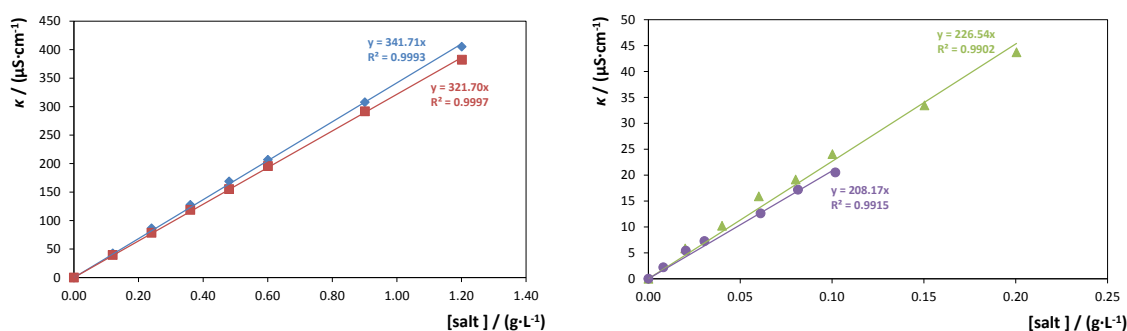 κ / (µS·cm⁻¹)
450
400
350
300
250
200
150
100
50
0
y = 341.71x
R² = 0.9993
y = 321.70x
R² = 0.9997
0.00 0.20 0.40 0.60 0.80 1.00 1.20 1.40
[salt ] / (g·L⁻¹)
κ / (µS·cm⁻¹)
50
45
40
35
30
25
20
15
10
5
0
y = 226.54x
R² = 0.9902
y = 208.17x
R² = 0.9915
0.00 0.05 0.10 0.15 0.20 0.25
[salt ] / (g·L⁻¹)